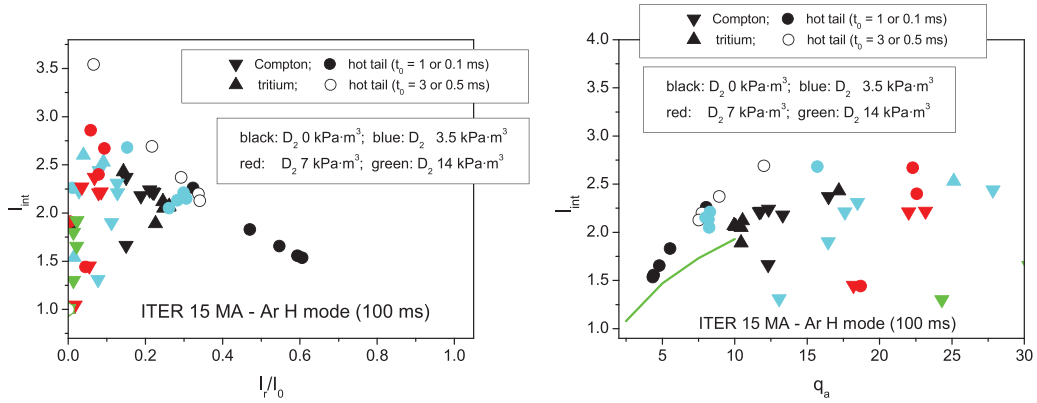 Compton; hot tail (t0 = 1 or 0.1 ms)
tritium; hot tail (t0 = 3 or 0.5 ms)
black: D2 0 kPa·m3; blue: D2 3.5 kPa·m3
red: D2 7 kPa·m3; green: D2 14 kPa·m3
3.5
3.0
2.5
2.0
1.5
1.0
lint
ITER 15 MA - Ar H mode (100 ms)
0.0 0.2 0.4 0.6 0.8 1.0
Ir/I0
Compton; hot tail (t0 = 1 or 0.1 ms)
tritium; hot tail (t0 = 3 or 0.5 ms)
black: D2 0 kPa·m3; blue: D2 3.5 kPa·m3
red: D2 7 kPa·m3; green: D2 14 kPa·m3
4.0
3.5
3.0
2.5
2.0
1.5
1.0
lint
ITER 15 MA - Ar H mode (100 ms)
5 10 15 20 25 30
qa